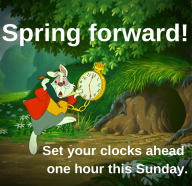 Spring forward!
Set your clocks ahead
one hour this Sunday.